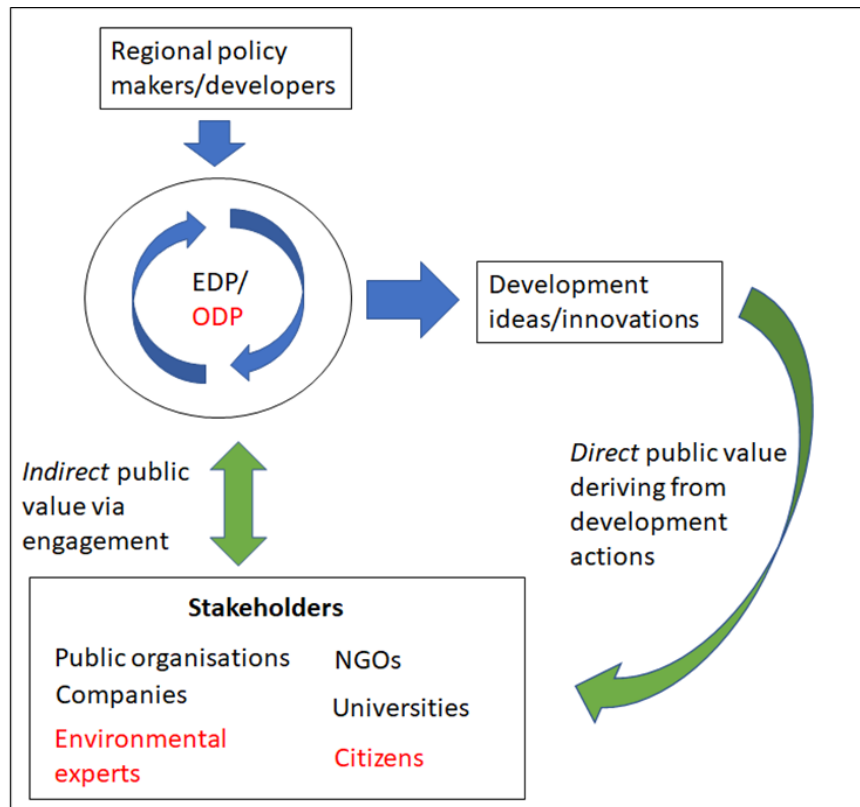 Regional policy
makers/developers
EDP/
ODP
Development
ideas/innovations
Indirect public
value via
engagement
Direct public value
deriving from
development
actions
Stakeholders
Public organisations
Companies
Environmental
experts
NGOs
Universities
Citizens